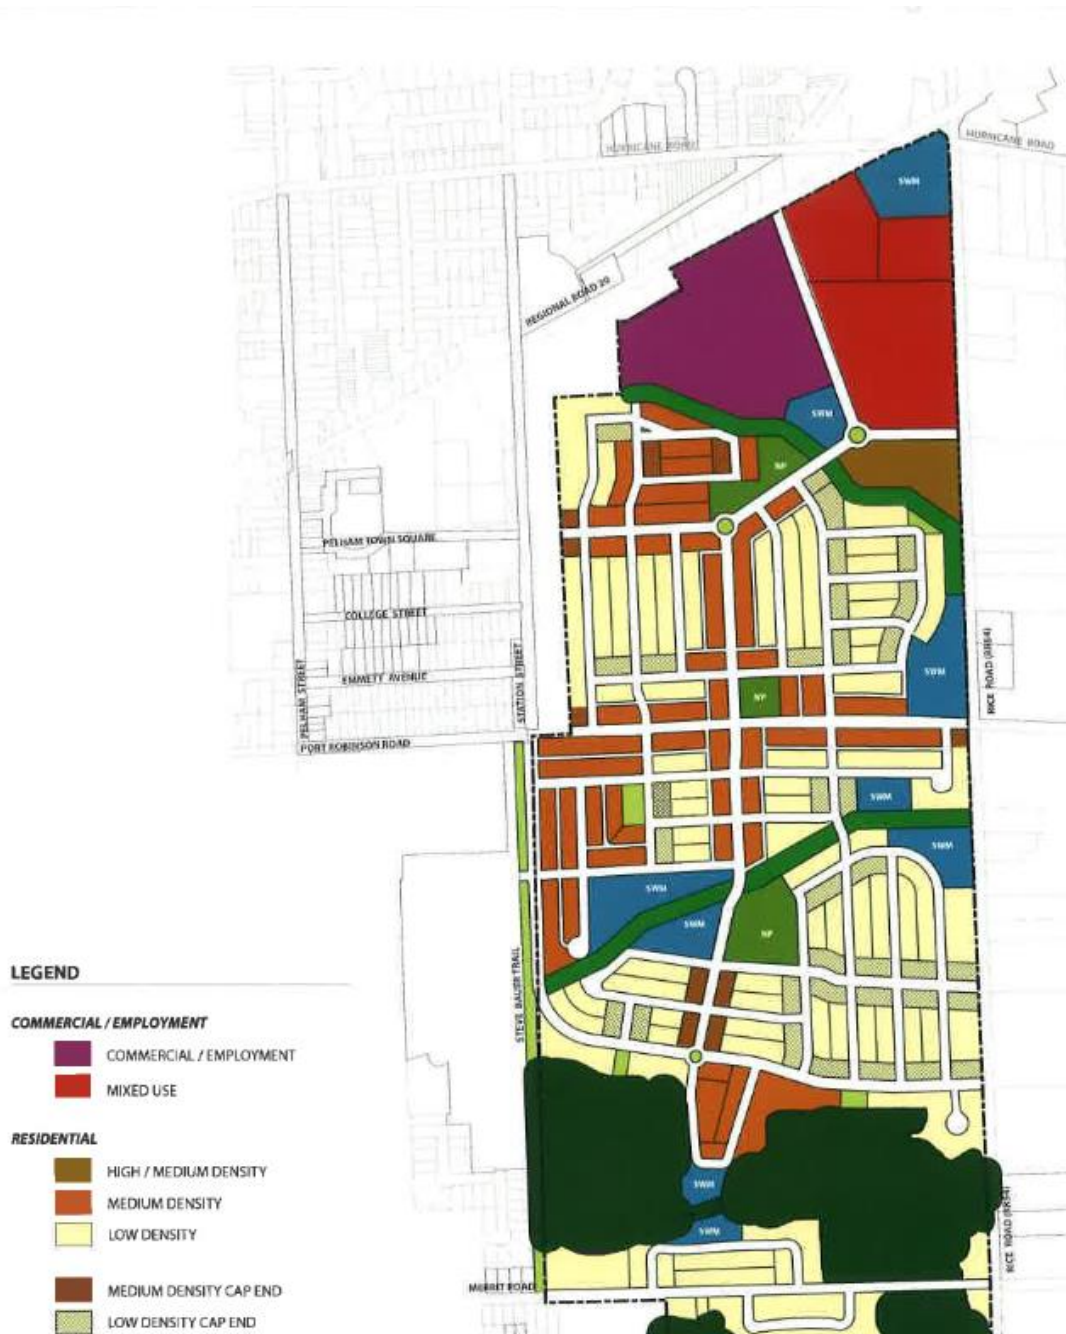 HURRICANE ROAD
HURRICANE ROAD
SWM
REGIONAL ROAD 20
SWM
NP
PELHAM TOWN SQUARE
COLLEGE STREET
EMMETT AVENUE
PELHAM STREET
STATION STREET
RICE ROAD (RR54)
SWM
NP
PORT ROBINSON ROAD
SWM
SWM
SWM
SWM
NP
STEVE BAUER TRAIL
LEGEND
COMMERCIAL / EMPLOYMENT
COMMERCIAL / EMPLOYMENT
MIXED USE
RESIDENTIAL
HIGH / MEDIUM DENSITY
MEDIUM DENSITY
LOW DENSITY
MEDIUM DENSITY CAP END
LOW DENSITY CAP END
SWM
SWM
RICE ROAD (RR54)
MERRIT ROAD